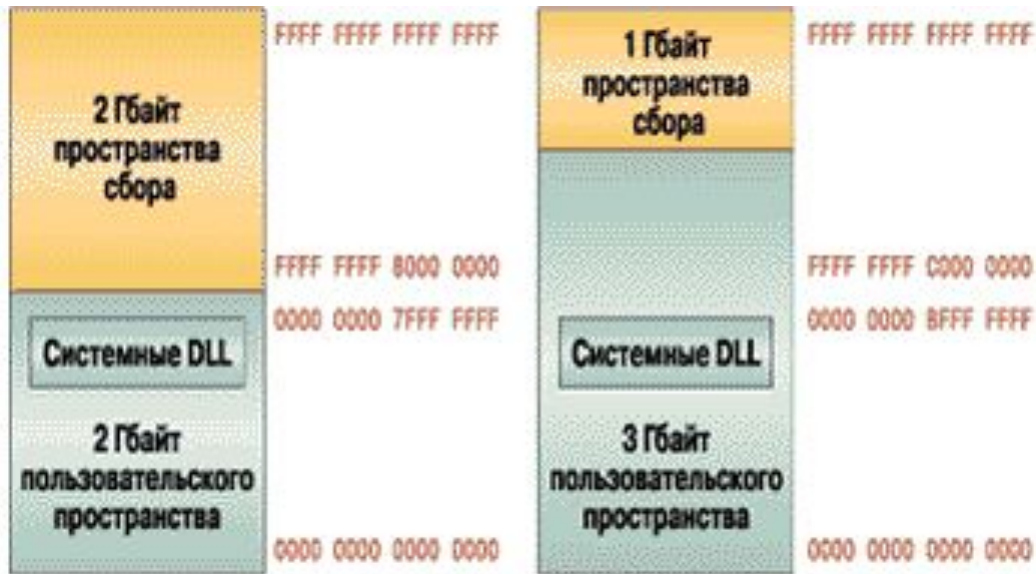 2 Гбайт
пространства
сбора
FFFF FFFF FFFF FFFF
FFFF FFFF 8000 0000
0000 0000 7FFF FFFF
Системные DLL
2 Гбайт
пользовательского
пространства
0000 0000 0000 0000
1 Гбайт
пространства
сбора
FFFF FFFF FFFF FFFF
FFFF FFFF C000 0000
0000 0000 BFFF FFFF
Системные DLL
3 Гбайт
пользовательского
пространства
0000 0000 0000 0000